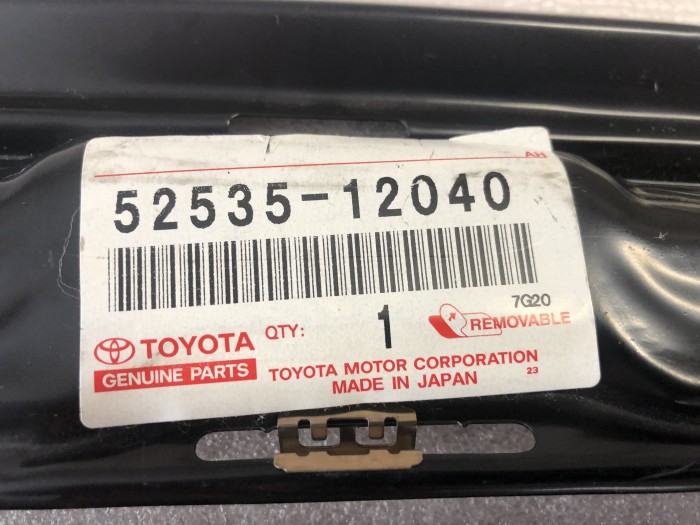 AH
52535-12040
7G20
TOYOTA QTY: 1 REMOVABLE
GENUINE PARTS
TOYOTA MOTOR CORPORATION
MADE IN JAPAN 23